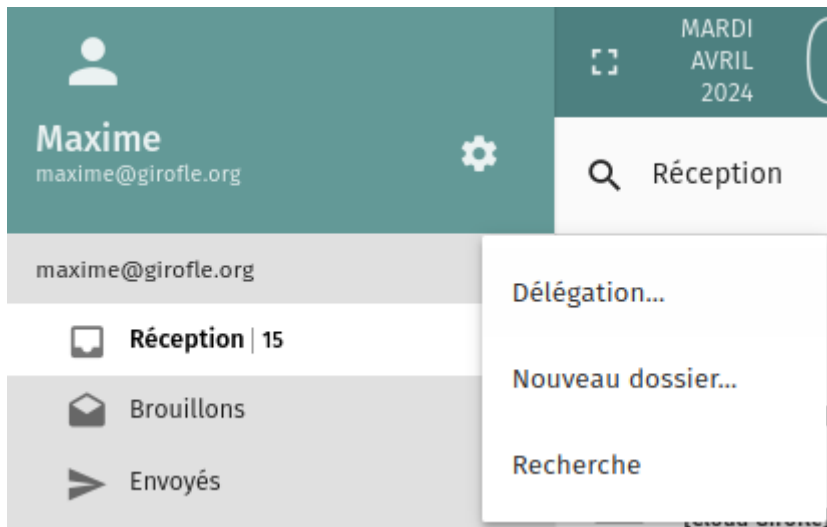 MARDI
AVRIL
2024
Maxime
maxime@girofle.org
Réception
maxime@girofle.org
Délégation...
Réception | 15
Nouveau dossier...
Brouillons
Recherche
Envoyés